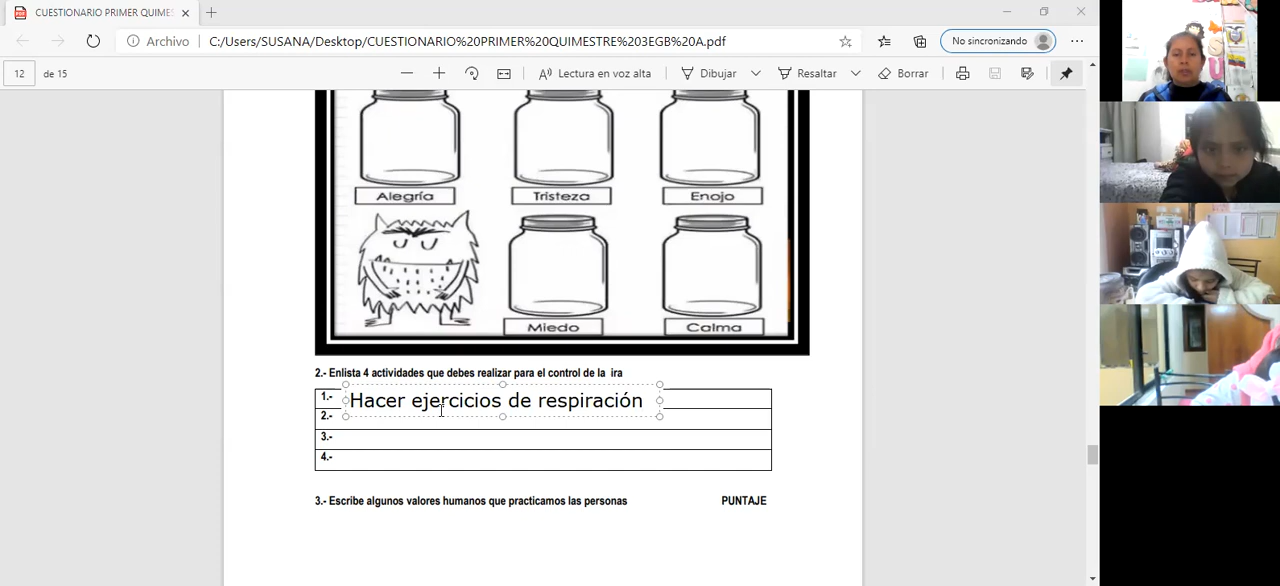 CUESTIONARIO PRIMER QUIMES
Archivo
C:/Users/SUSANA/Desktop/CUESTIONARIO%20PRIMER%20QUIMESTRE%203EGB%20A.pdf
No sincronizando
12
de 15
Lectura en voz alta
Dibujar
Resaltar
Borrar
Alegría
Tristeza
Enojo
Miedo
Calma
2.- Enlista 4 actividades que debes realizar para el control de la ira
1.- Hacer ejercicios de respiración
2.-
3.-
4.-
3.- Escribe algunos valores humanos que practicamos las personas PUNTAJE